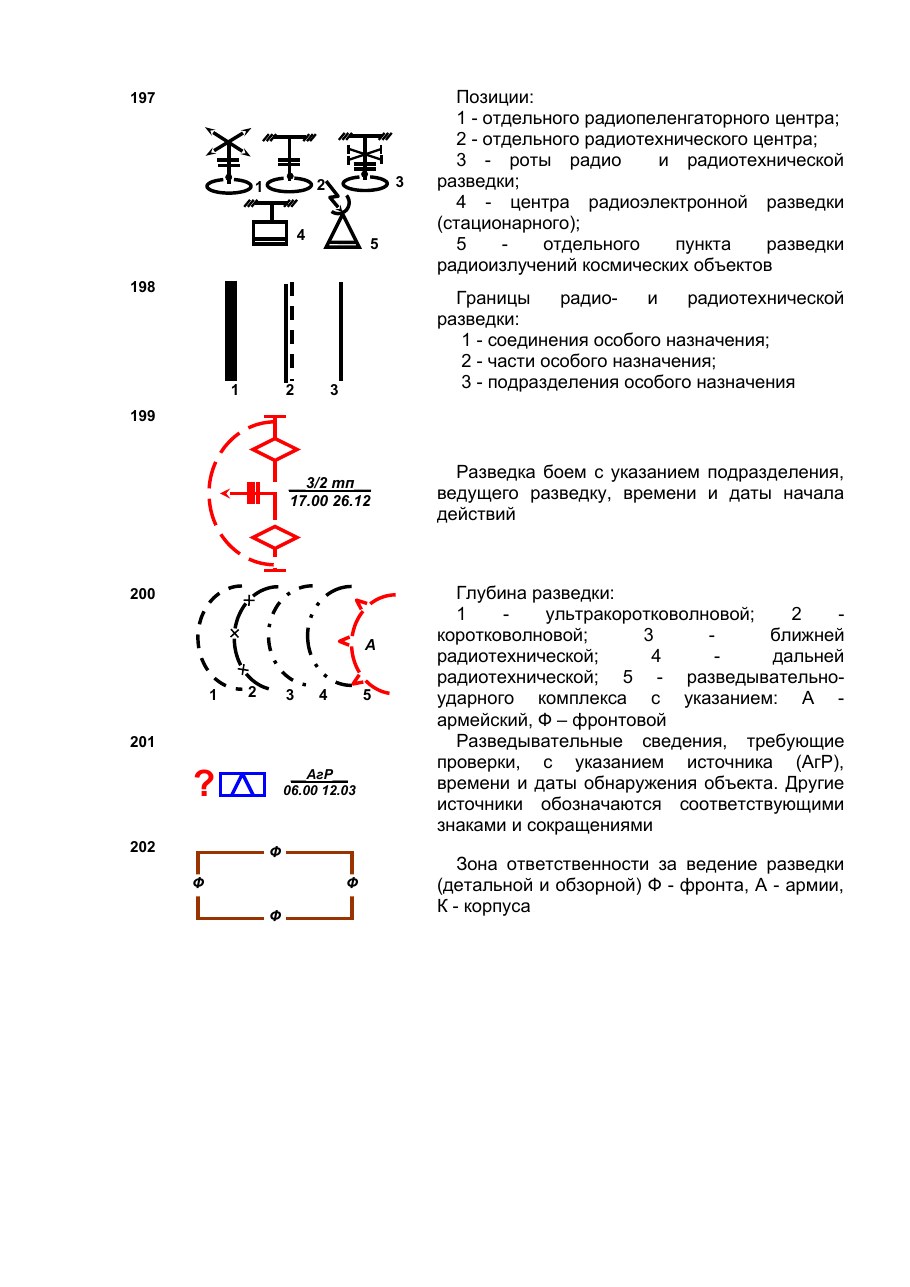 197
Позиции:
1 - отдельного радиопеленгаторного центра;
2 - отдельного радиотехнического центра;
3 - роты радио и радиотехнической
разведки;
4 - центра радиоэлектронной разведки
(стационарного);
5 - отдельного пункта разведки
радиоизлучений космических объектов
1
2
3
4
5
198
Границы радио- и радиотехнической
разведки:
1 - соединения особого назначения;
2 - части особого назначения;
3 - подразделения особого назначения
1 2 3
199
3/2 тп
17.00 26.12
Разведка боем с указанием подразделения,
ведущего разведку, времени и даты начала
действий
200
Глубина разведки:
1 - ультракоротковолновой; 2 -
коротковолновой; 3 - ближней
радиотехнической; 4 - дальней
радиотехнической; 5 - разведывательно-
ударного комплекса с указанием: А -
армейский, Ф – фронтовой
А
1 2 3 4 5
201
Разведывательные сведения, требующие
проверки, с указанием источника (АгР),
времени и даты обнаружения объекта. Другие
источники обозначаются соответствующими
знаками и сокращениями
?
АгР
06.00 12.03
202
Ф
Ф Ф
Ф
Зона ответственности за ведение разведки
(детальной и обзорной) Ф - фронта, А - армии,
К - корпуса